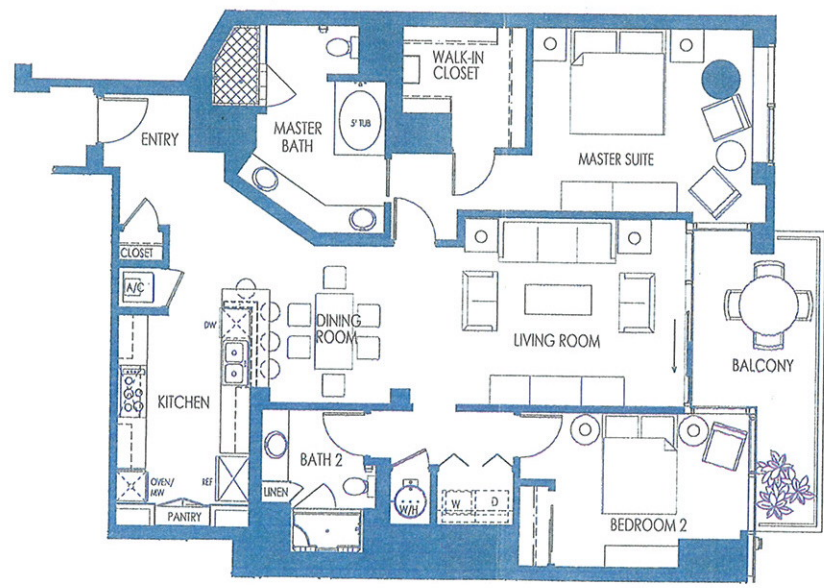 WALK-IN
CLOSET
ENTRY
MASTER
BATH
5' TUB
MASTER SUITE
CLOSET
A/C
DW
DINING
ROOM
LIVING ROOM
BALCONY
KITCHEN
BATH 2
OVEN/
MW
REF
LINEN
W/H
W
D
PANTRY
BEDROOM 2